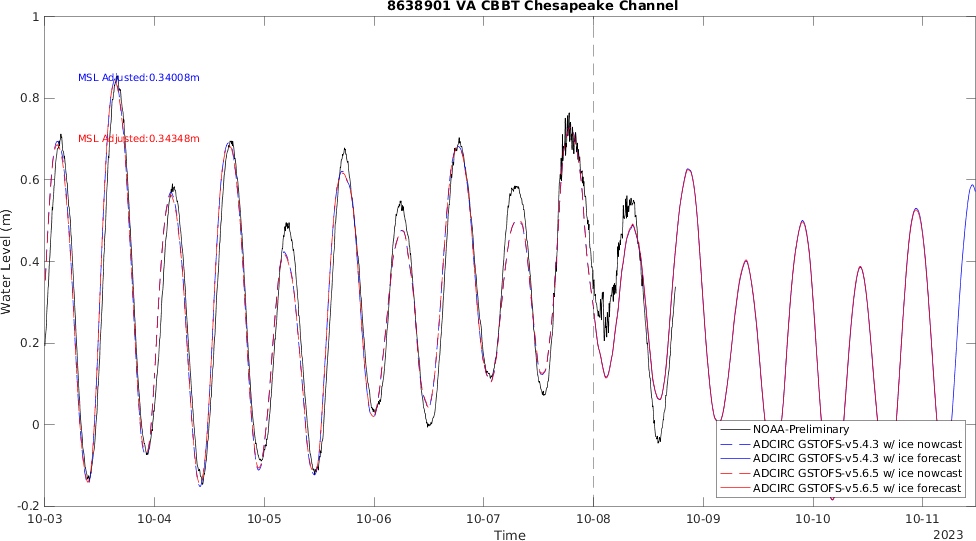 8638901 VA CBBT Chesapeake Channel
1
0.8
0.6
0.4
0.2
0
-0.2
Water Level (m)
MSL Adjusted:0.34008m
MSL Adjusted:0.34348m
NOAA-Preliminary
ADCIRC GSTOFS-v5.4.3 w/ ice nowcast
ADCIRC GSTOFS-v5.4.3 w/ ice forecast
ADCIRC GSTOFS-v5.6.5 w/ ice nowcast
ADCIRC GSTOFS-v5.6.5 w/ ice forecast
10-03 10-04 10-05 10-06 10-07 10-08 10-09 10-10 10-11
Time
2023